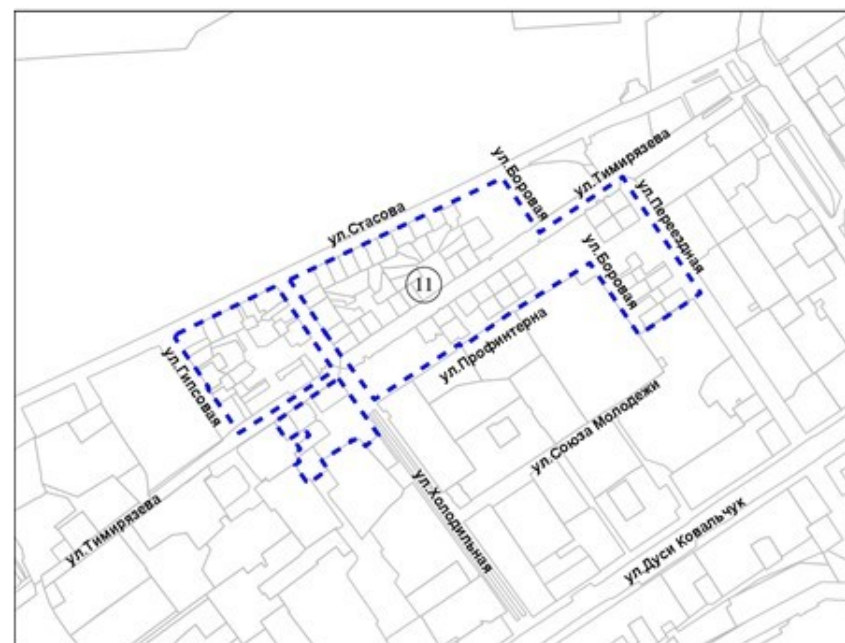 ул.Боровая
ул.Тимирязева
ул.Стасова
ул.Переездная
ул.Боровая
11
ул.Профинтерна
ул.Гипсовая
ул.Союза Молодежи
ул.Холодильная
ул.Тимирязева
ул.Дуси Ковальчук